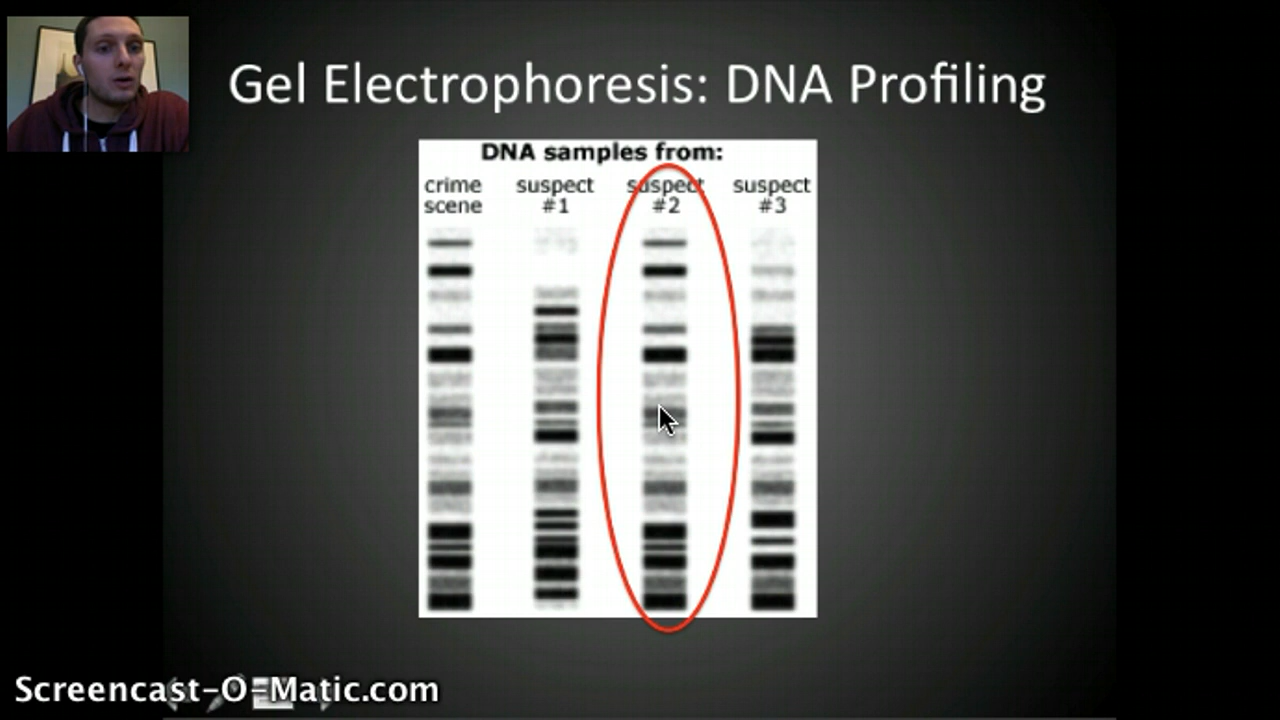 Gel Electrophoresis: DNA Profiling
DNA samples from:
crime scene
suspect #1
suspect #2
suspect #3
Screencast-O-Matic.com